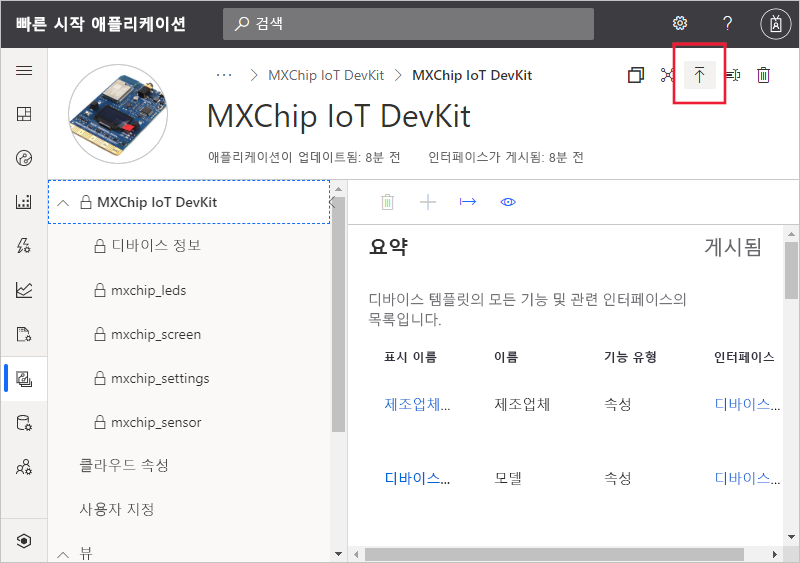 빠른 시작 애플리케이션
검색
?
··· > MXChip IoT DevKit > MXChip IoT DevKit
MXChip IoT DevKit
애플리케이션이 업데이트됨: 8분 전 인터페이스가 게시됨: 8분 전
MXChip IoT DevKit
디바이스 정보
mxchip_leds
mxchip_screen
mxchip_settings
mxchip_sensor
클라우드 속성
사용자 지정
뷰
요약 게시됨
디바이스 템플릿의 모든 기능 및 관련 인터페이스의
목록입니다.
표시 이름 이름 기능 유형 인터페이스
제조업체... 제조업체 속성 디바이스...
디바이스... 모델 속성 디바이스...